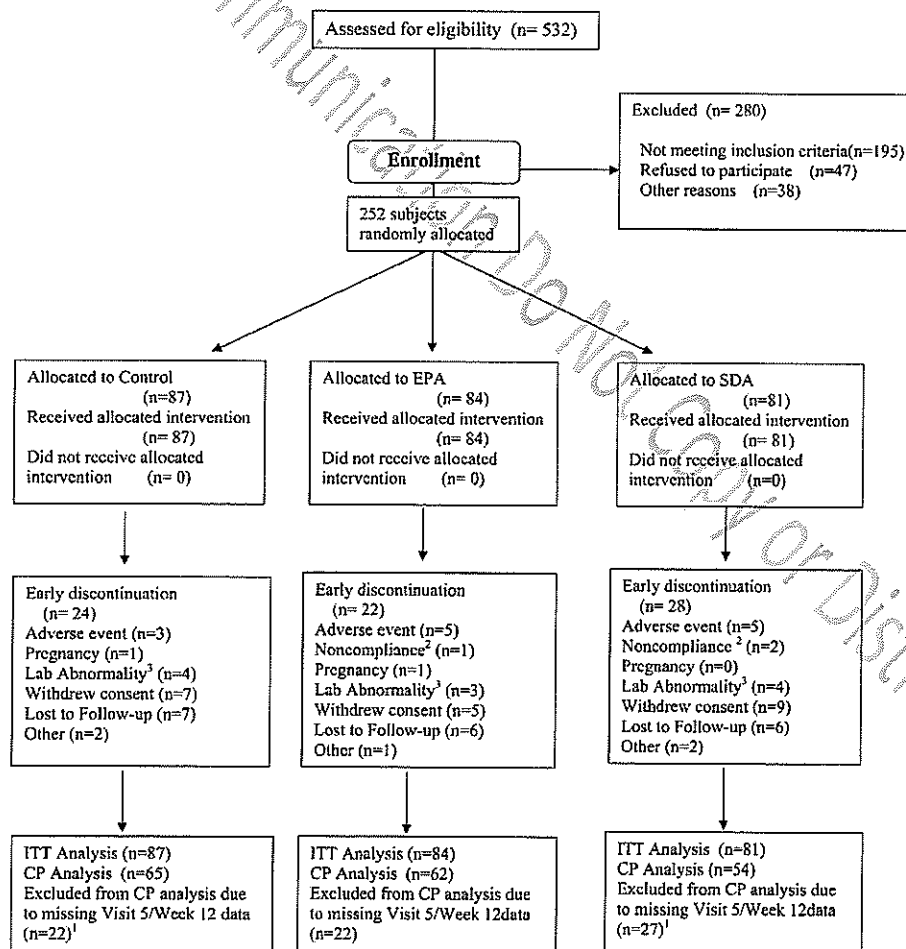 Assessed for eligibility (n= 532)
Enrollment
Excluded (n= 280)
Not meeting inclusion criteria(n=195)
Refused to participate (n=47)
Other reasons (n=38)
252 subjects
randomly allocated
Allocated to Control
(n=87)
Received allocated intervention
(n= 87)
Did not receive allocated
intervention (n= 0)
Allocated to EPA
(n= 84)
Received allocated intervention
(n= 84)
Did not receive allocated
intervention (n= 0)
Allocated to SDA
(n=81)
Received allocated intervention
(n= 81)
Did not receive allocated
intervention (n=0)
Early discontinuation
(n= 24)
Adverse event (n=3)
Pregnancy (n=1)
Lab Abnormality³ (n=4)
Withdrew consent (n=7)
Lost to Follow-up (n=7)
Other (n=2)
Early discontinuation
(n= 22)
Adverse event (n=5)
Noncompliance² (n=1)
Pregnancy (n=1)
Lab Abnormality³ (n=3)
Withdrew consent (n=5)
Lost to Follow-up (n=6)
Other (n=1)
Early discontinuation
(n= 28)
Adverse event (n=5)
Noncompliance ² (n=2)
Pregnancy (n=0)
Lab Abnormality³ (n=4)
Withdrew consent (n=9)
Lost to Follow-up (n=6)
Other (n=2)
ITT Analysis (n=87)
CP Analysis (n=65)
Excluded from CP analysis due
to missing Visit 5/Week 12 data
(n=22)¹
ITT Analysis (n=84)
CP Analysis (n=62)
Excluded from CP analysis due
to missing Visit 5/Week 12data
(n=22)
ITT Analysis (n=81)
CP Analysis (n=54)
Excluded from CP analysis due
to missing Visit 5/Week 12data
(n=27)¹
Do Not Copy or